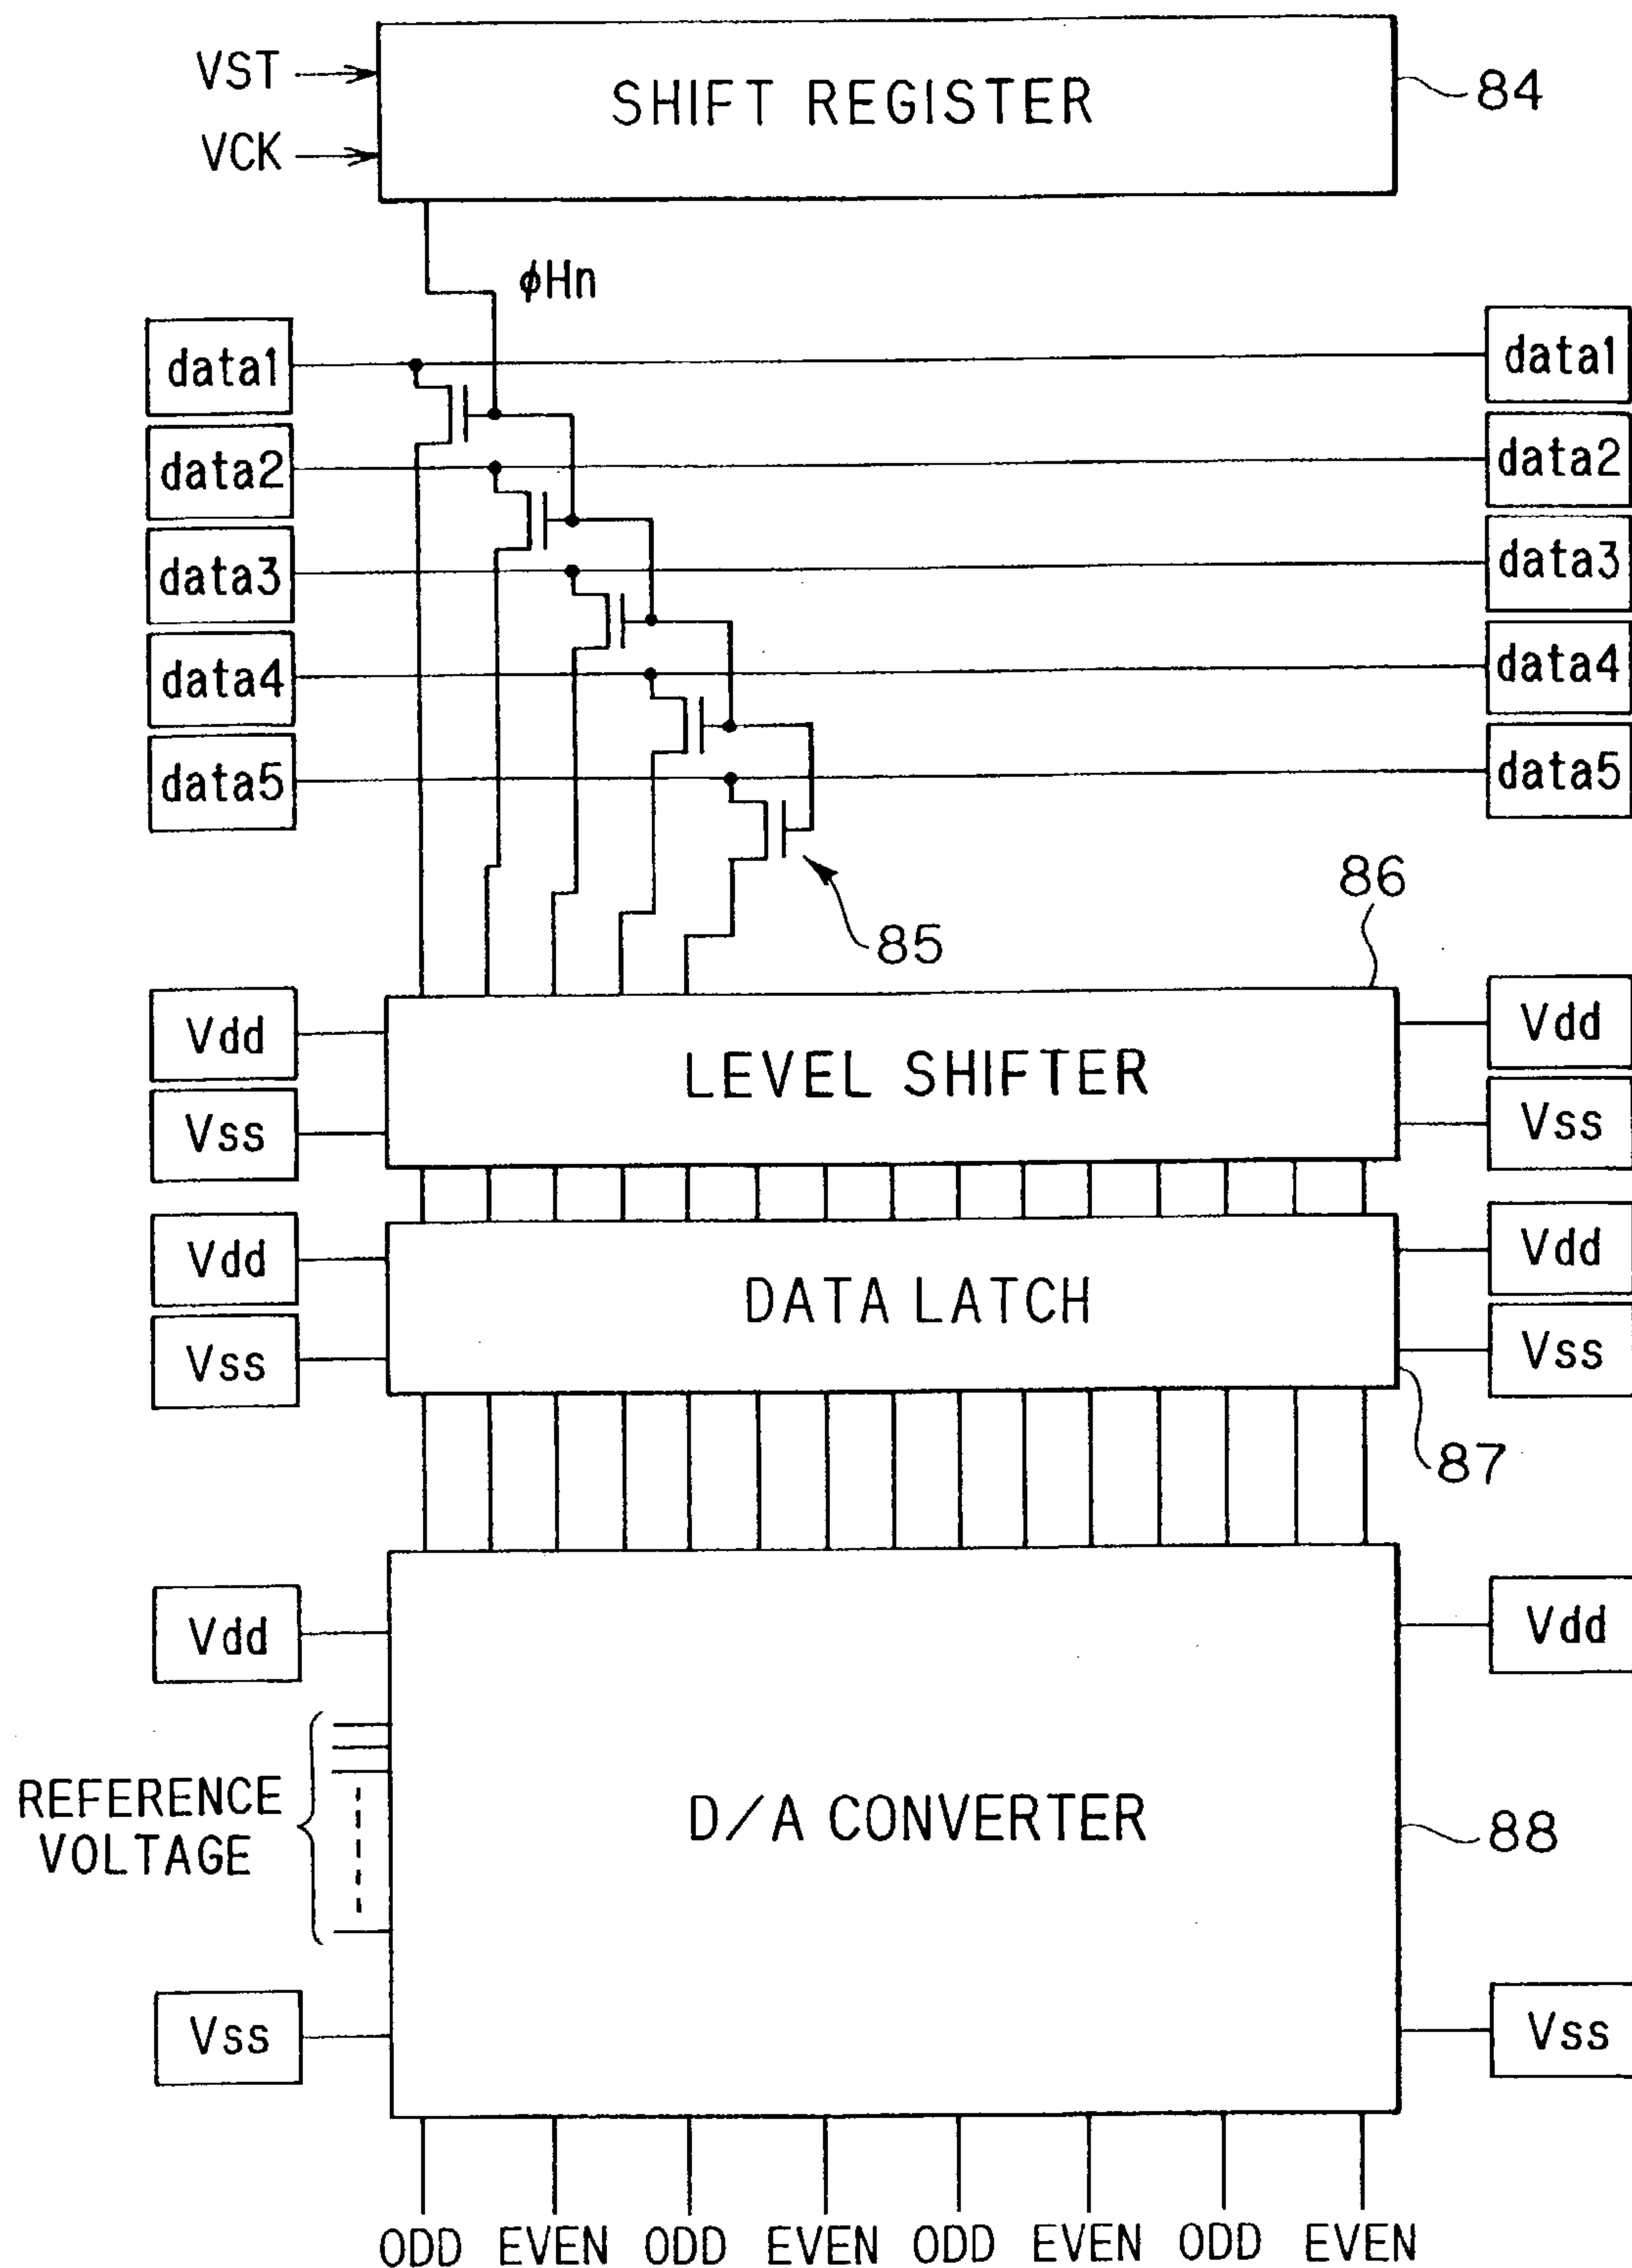 VST
SHIFT REGISTER
84
VCK
φHn
data1
data1
data2
data2
data3
data3
data4
data4
data5
data5
85
86
Vdd
LEVEL SHIFTER
Vdd
Vss
Vss
Vdd
DATA LATCH
Vdd
Vss
Vss
87
Vdd
Vdd
REFERENCE
VOLTAGE
D/A CONVERTER
88
Vss
Vss
ODD EVEN ODD EVEN ODD EVEN ODD EVEN